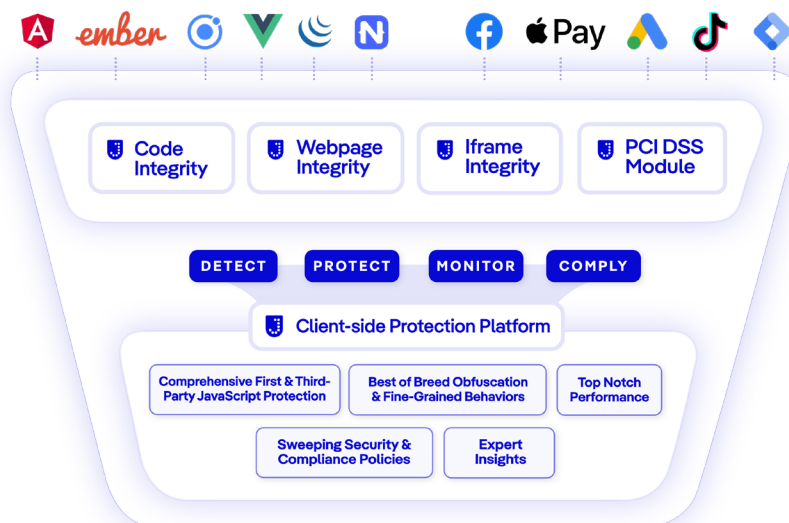 ember
Pay
Code
Integrity
Webpage
Integrity
Iframe
Integrity
PCI DSS
Module
DETECT
PROTECT
MONITOR
COMPLY
Client-side Protection Platform
Comprehensive First & Third-
Party JavaScript Protection
Best of Breed Obfuscation
& Fine-Grained Behaviors
Top Notch
Performance
Sweeping Security &
Compliance Policies
Expert
Insights